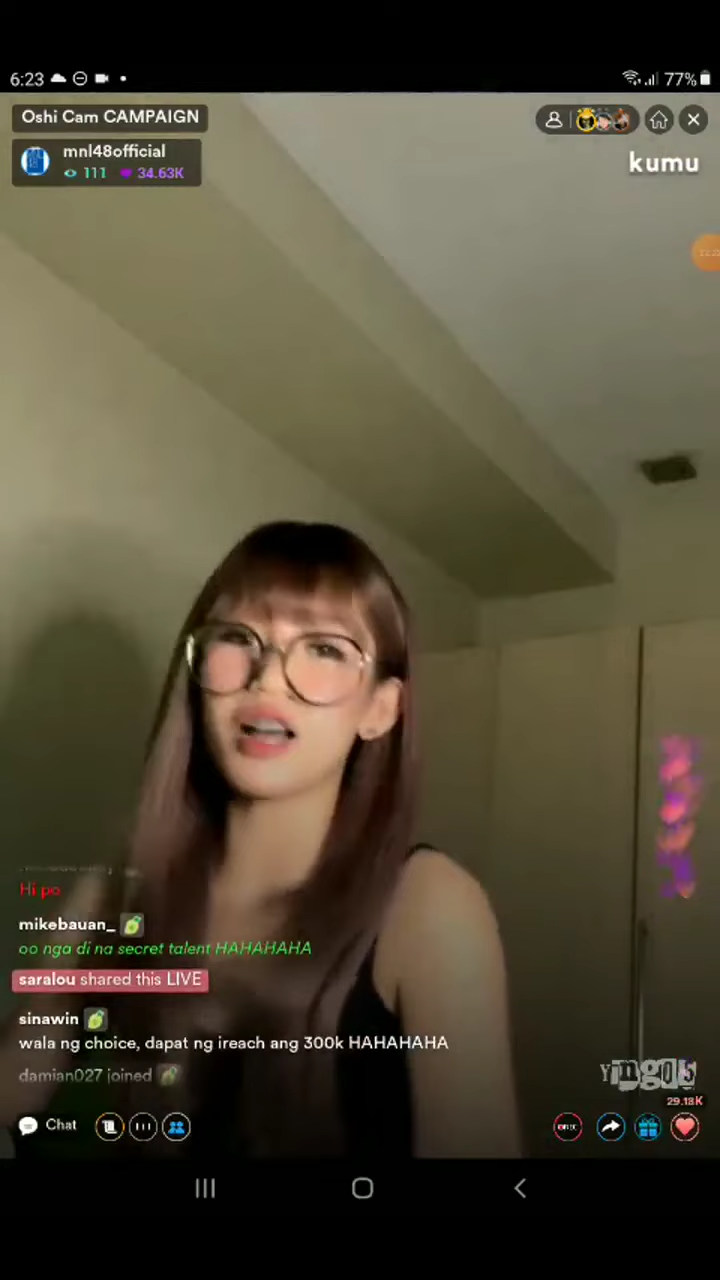 6:23
77%
Oshi Cam CAMPAIGN
mnl48official
111 34.63K
kumu
Hi po
mikebauan_
oo nga di na secret talent HAHAHAHA
saralou shared this LIVE
sinawin
wala ng choice, dapat ng ireach ang 300k HAHAHAHA
damian027 joined
29.18K
Chat